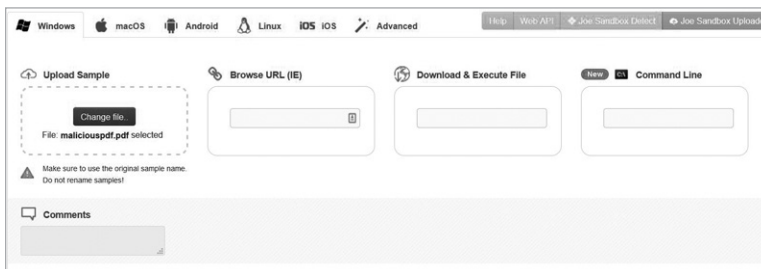 Windows macOS Android Linux iOS iOS Advanced
Help Web API Joe Sandbox Detect Joe Sandbox Uploade
Upload Sample
Change file..
File: maliciouspdf.pdf selected
Make sure to use the original sample name.
Do not rename samples!
Browse URL (IE)
Download & Execute File
New C:\ Command Line
Comments